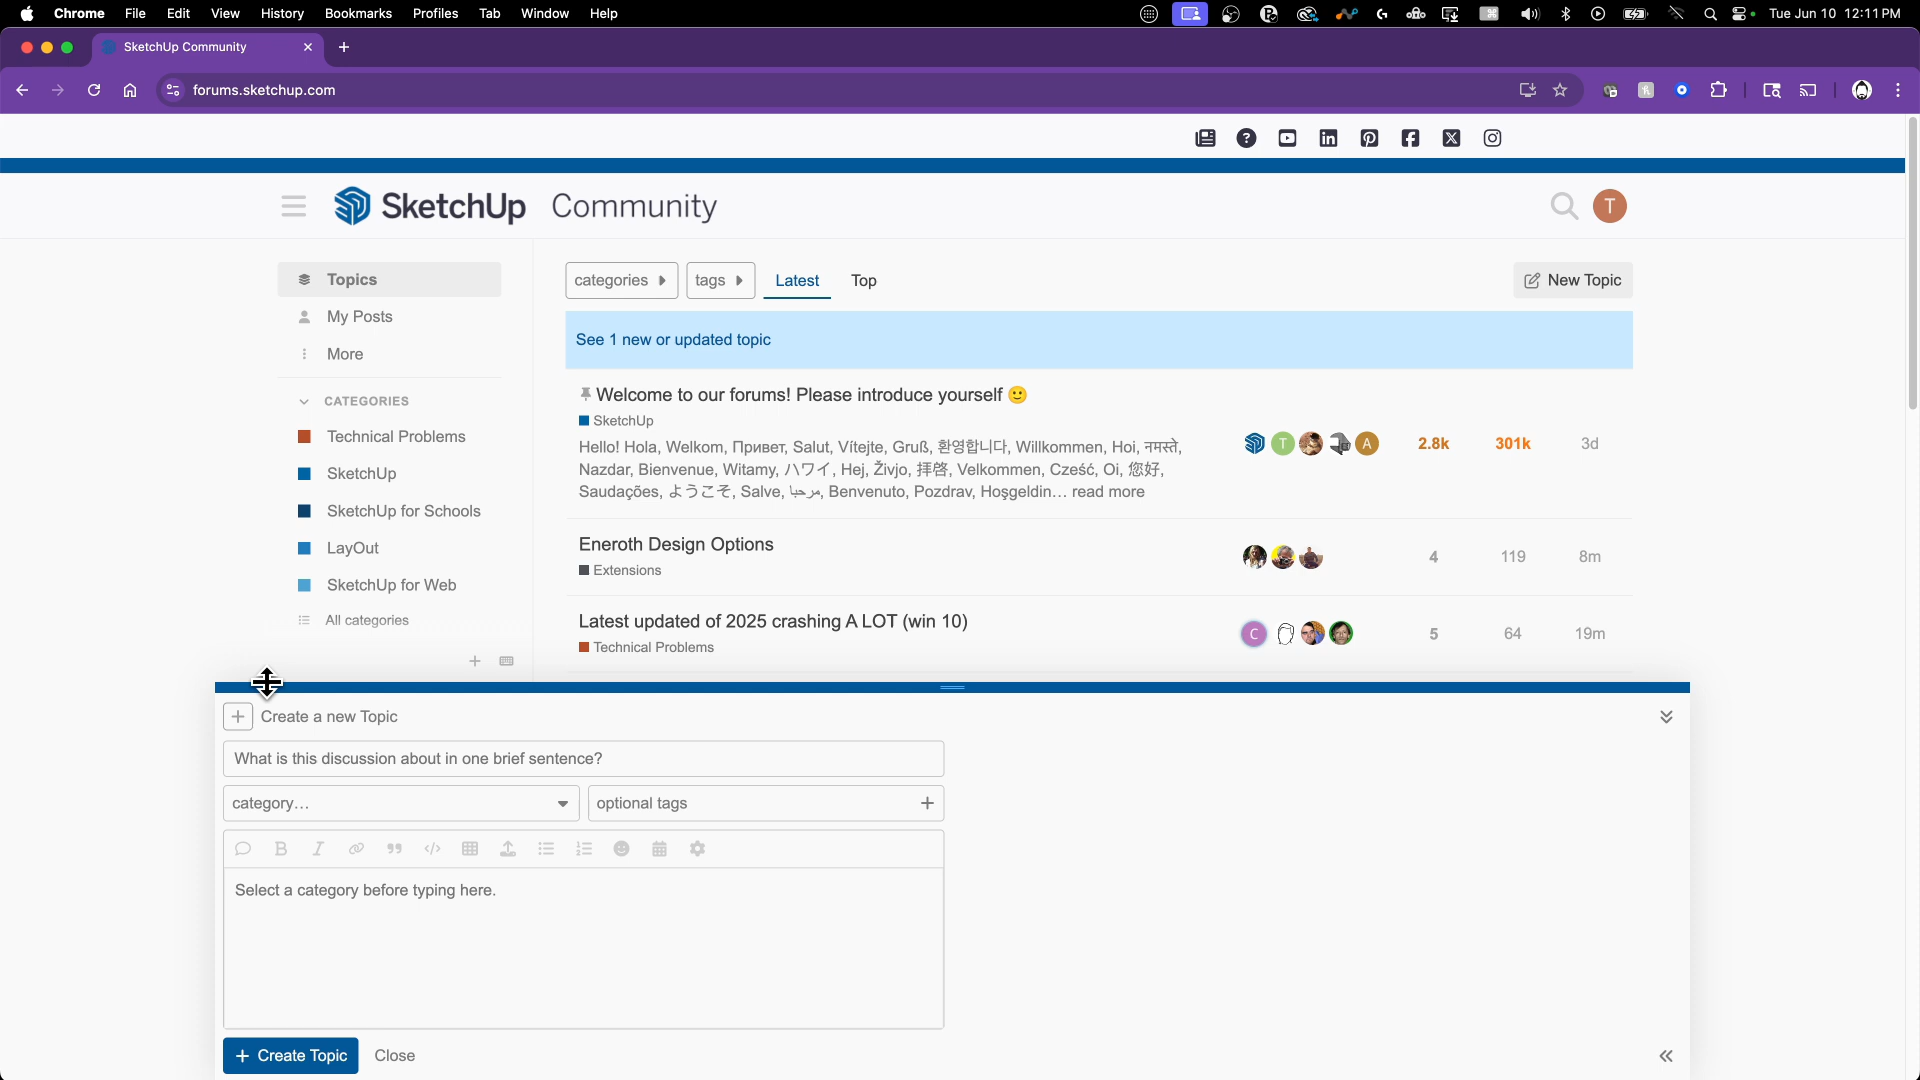 Chrome File Edit View History Bookmarks Profiles Tab Window Help Tue Jun 10 12:11 PM
SketchUp Community
forums.sketchup.com
SketchUp Community
T
Topics
My Posts
More
CATEGORIES
Technical Problems
SketchUp
SketchUp for Schools
LayOut
SketchUp for Web
All categories
categories tags Latest Top New Topic
See 1 new or updated topic
Welcome to our forums! Please introduce yourself 🙂
SketchUp
Hello! Hola, Welkom, Привет, Salut, Vítejte, Gruß, 환영합니다, Willkommen, Hoi, नमस्ते,
Nazdar, Bienvenue, Witamy, ハワイ, Hej, Živjo, 拝啓, Velkommen, Cześć, Oi, 您好,
Saudações, ようこそ, Salve, مرحبا, Benvenuto, Pozdrav, Hoşgeldin… read more
T A 2.8k 301k 3d
Eneroth Design Options
Extensions
4 119 8m
Latest updated of 2025 crashing A LOT (win 10)
Technical Problems
C 5 64 19m
Create a new Topic
What is this discussion about in one brief sentence?
category… optional tags
Select a category before typing here.
Create Topic Close